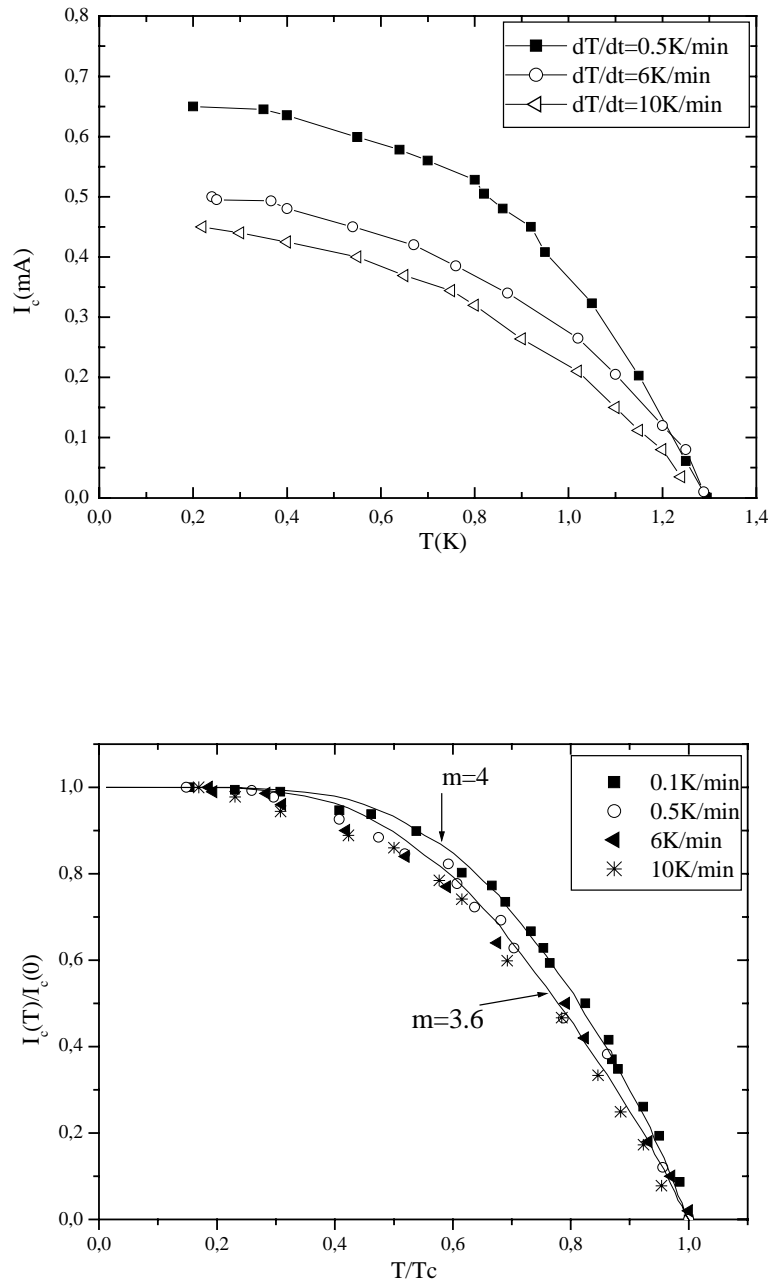 0,8
dT/dt=0.5K/min
dT/dt=6K/min
dT/dt=10K/min
0,7
0,6
0,5
0,4
0,3
0,2
0,1
0,0
I_c(mA)
0,0 0,2 0,4 0,6 0,8 1,0 1,2 1,4
T(K)
1,0
0,8
0,6
0,4
0,2
0,0
I_c(T)/I_c(0)
m=4
m=3.6
0.1K/min
0.5K/min
6K/min
10K/min
0,0 0,2 0,4 0,6 0,8 1,0
T/Tc